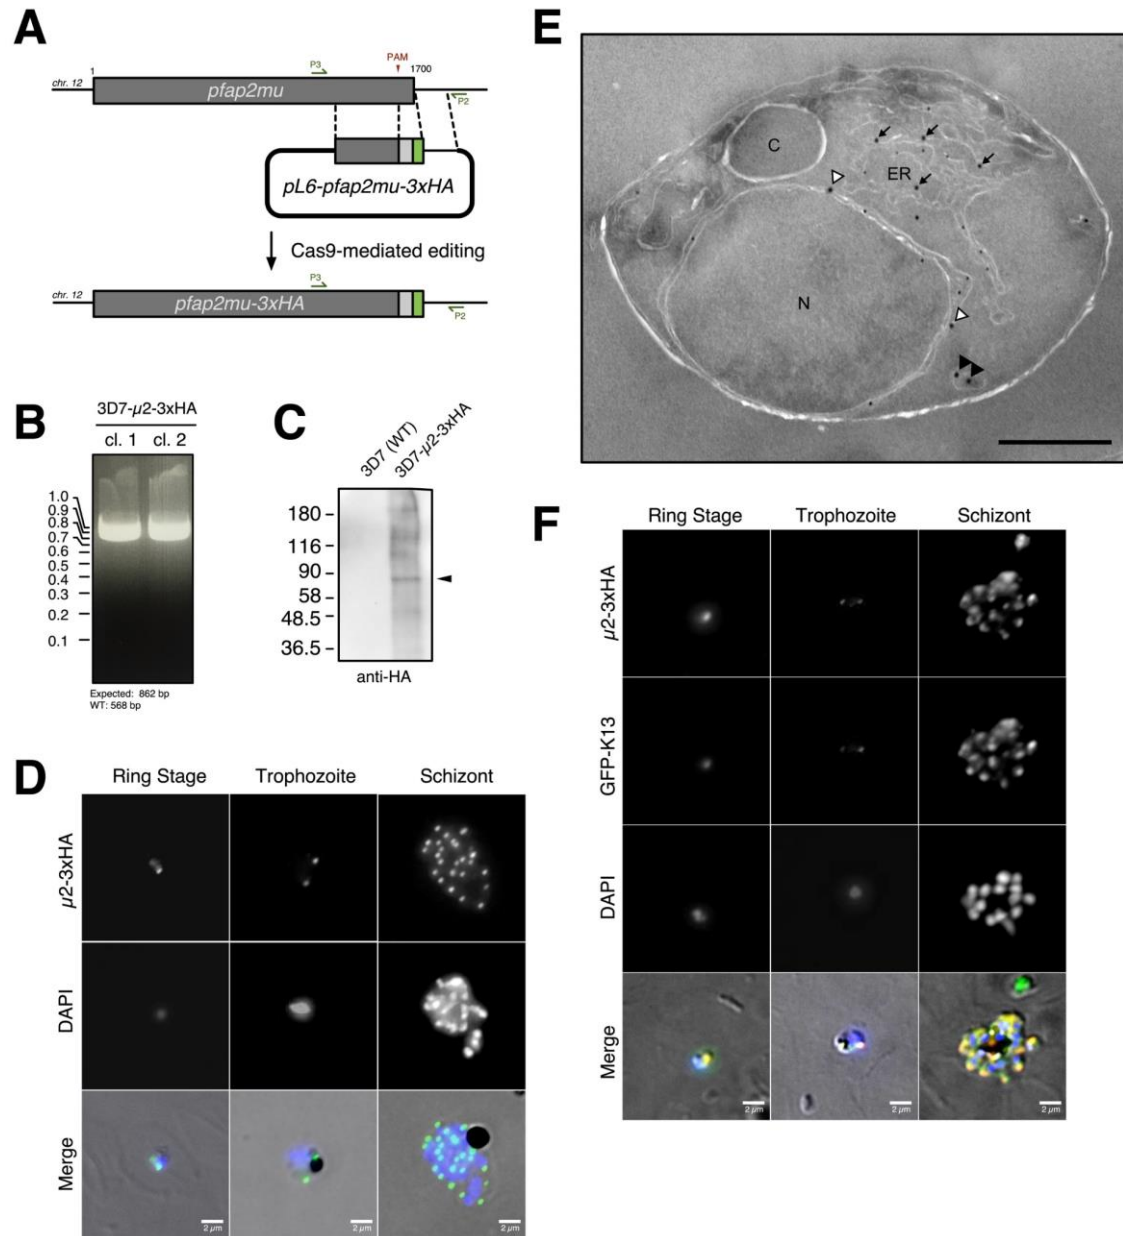 A
P3
PAM
1
1700
chr. 12
pfap2mu
P2
pL6-pfap2mu-3xHA
Cas9-mediated editing
P3
chr. 12
pfap2mu-3xHA
P2
B
3D7-µ2-3xHA
cl. 1 cl. 2
1.0
0.9
0.8
0.7
0.6
0.5
0.4
0.3
0.2
0.1
Expected: 862 bp
WT: 568 bp
C
3D7 (WT)
3D7-µ2-3xHA
180
116
90
58
48.5
36.5
anti-HA
D
Ring Stage Trophozoite Schizont
µ2-3xHA
DAPI
Merge
2 µm 2 µm 2 µm
E
C
ER
N
F
Ring Stage Trophozoite Schizont
µ2-3xHA
GFP-K13
DAPI
Merge
2 µm 2 µm 2 µm